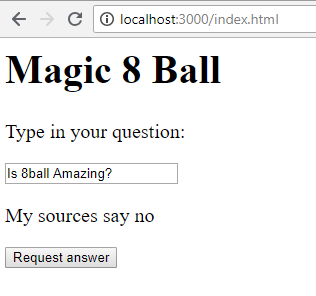 localhost:3000/index.html
Magic 8 Ball
Type in your question:
Is 8ball Amazing?
My sources say no
Request answer